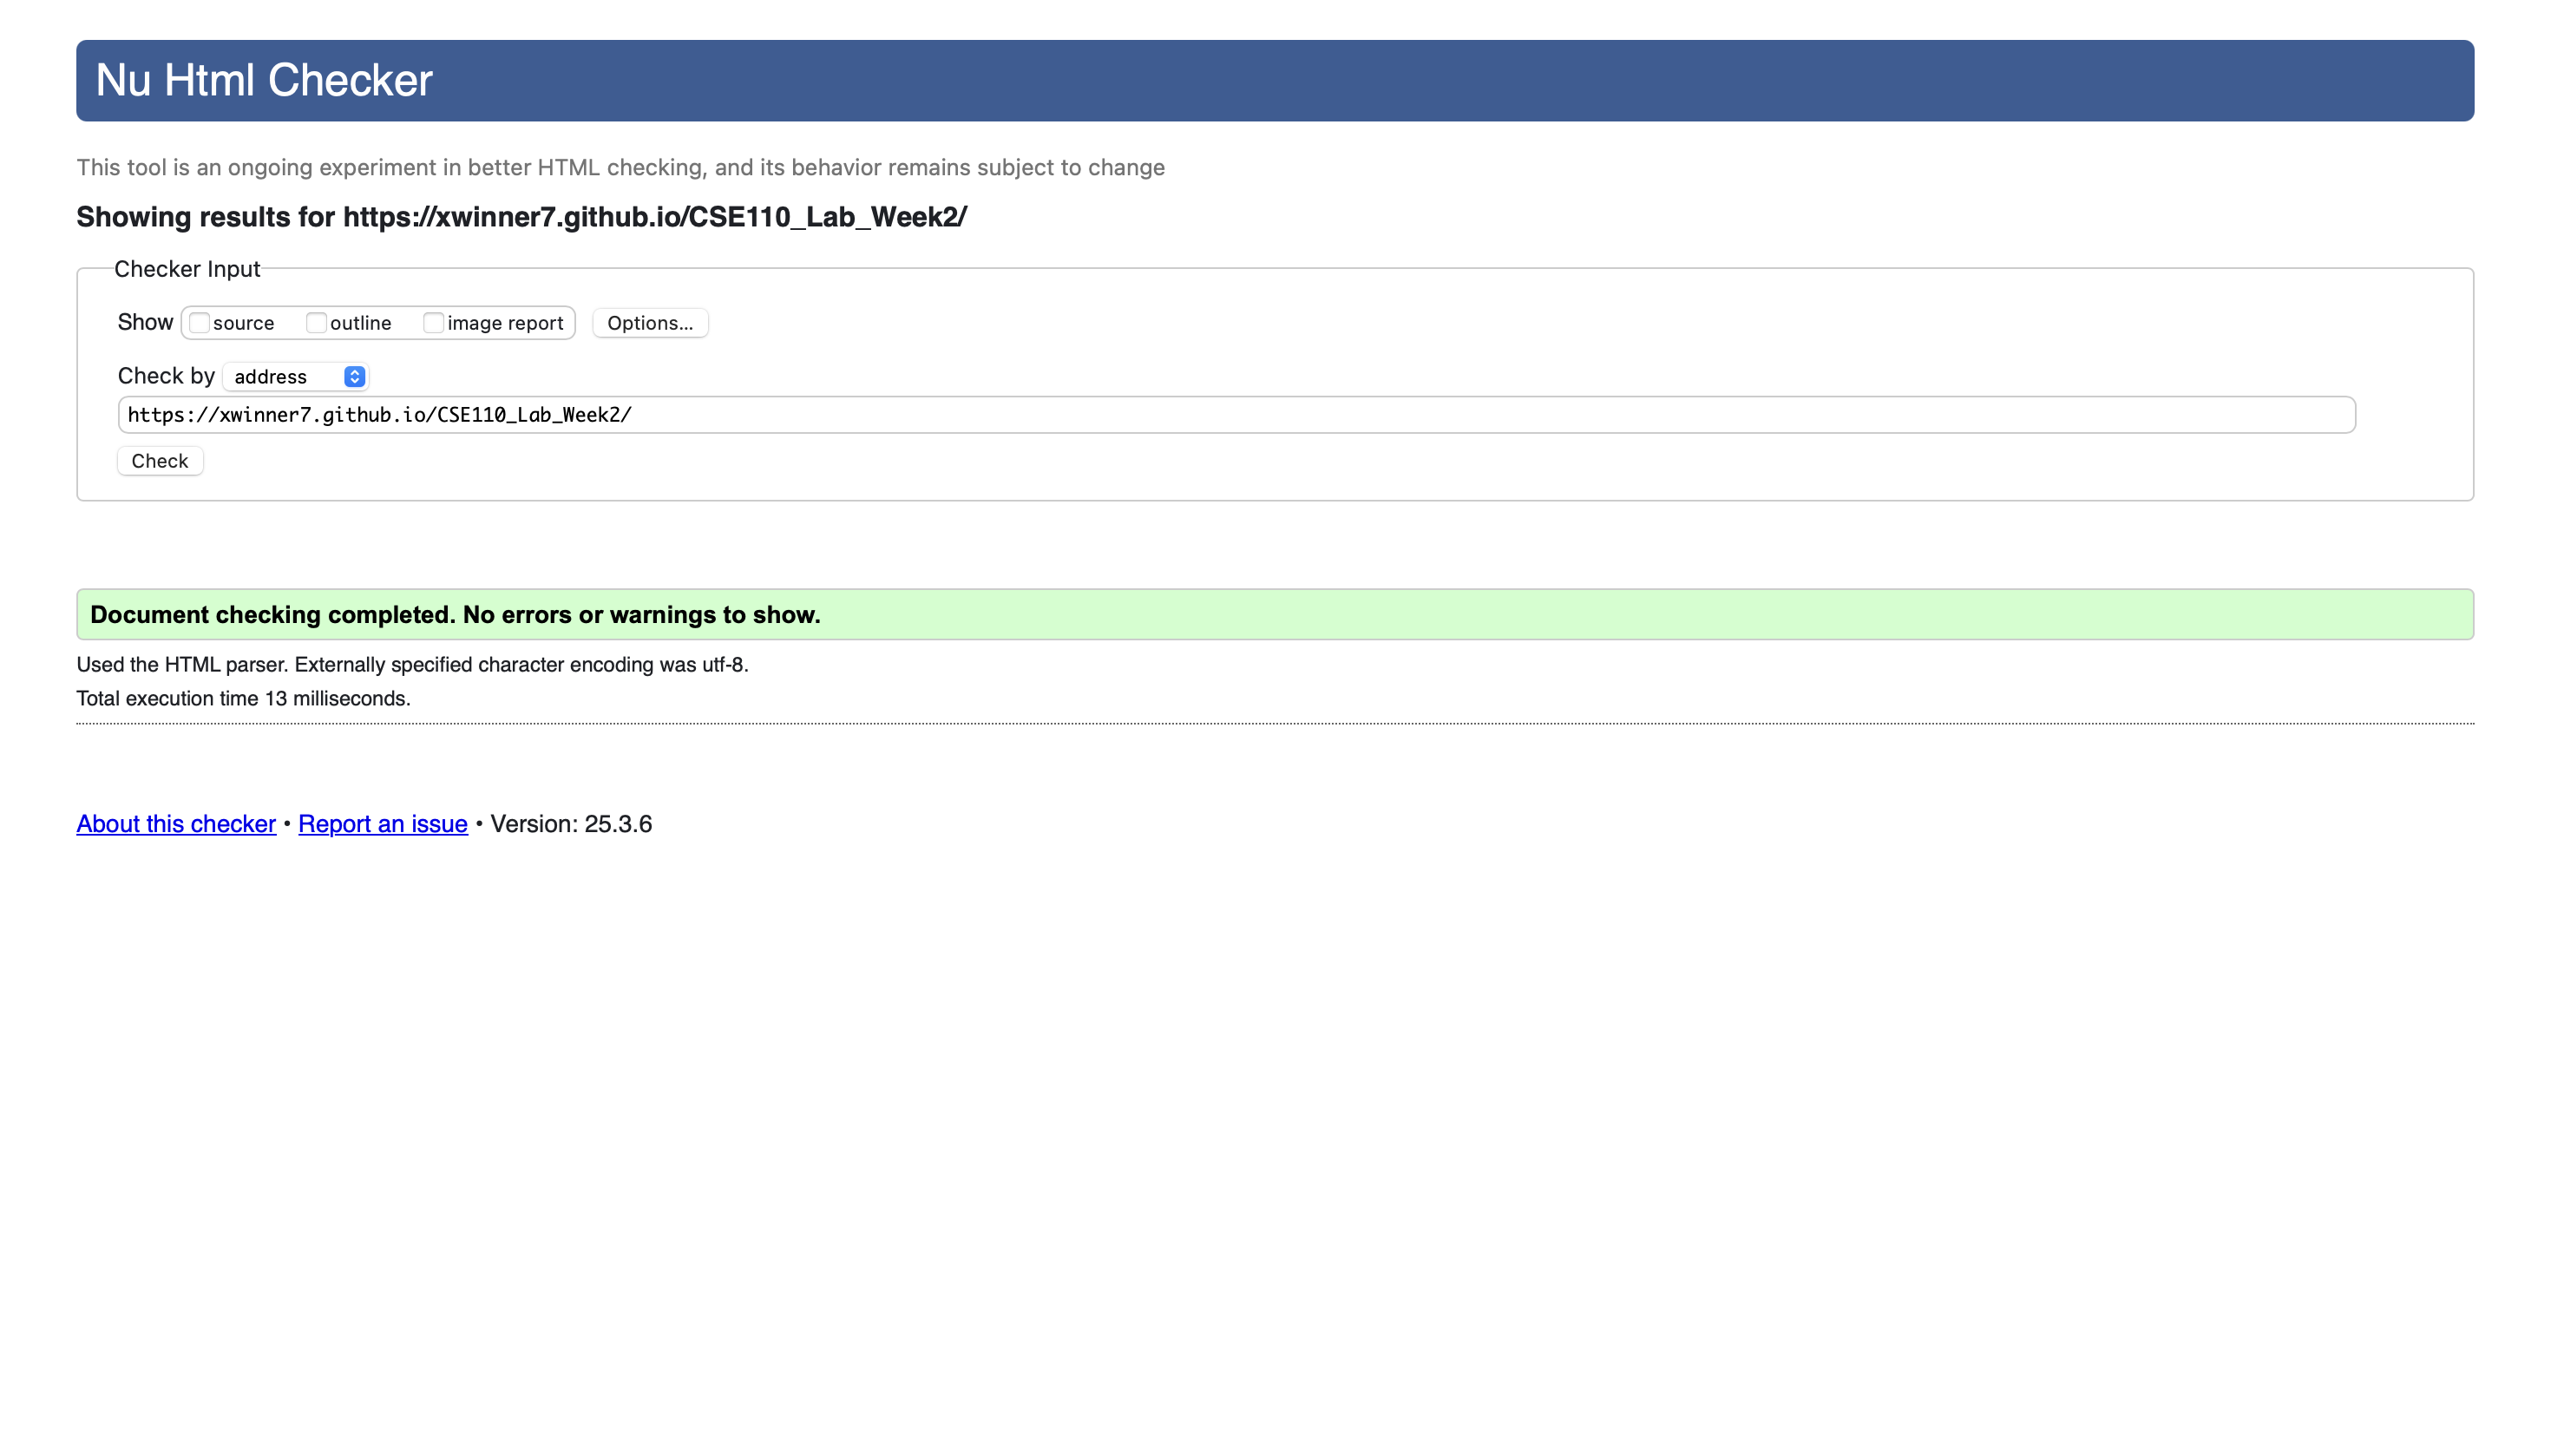 Nu Html Checker
This tool is an ongoing experiment in better HTML checking, and its behavior remains subject to change
Showing results for https://xwinner7.github.io/CSE110_Lab_Week2/
Checker Input
Show source outline image report Options...
Check by address
https://xwinner7.github.io/CSE110_Lab_Week2/
Check
Document checking completed. No errors or warnings to show.
Used the HTML parser. Externally specified character encoding was utf-8.
Total execution time 13 milliseconds.
About this checker • Report an issue • Version: 25.3.6